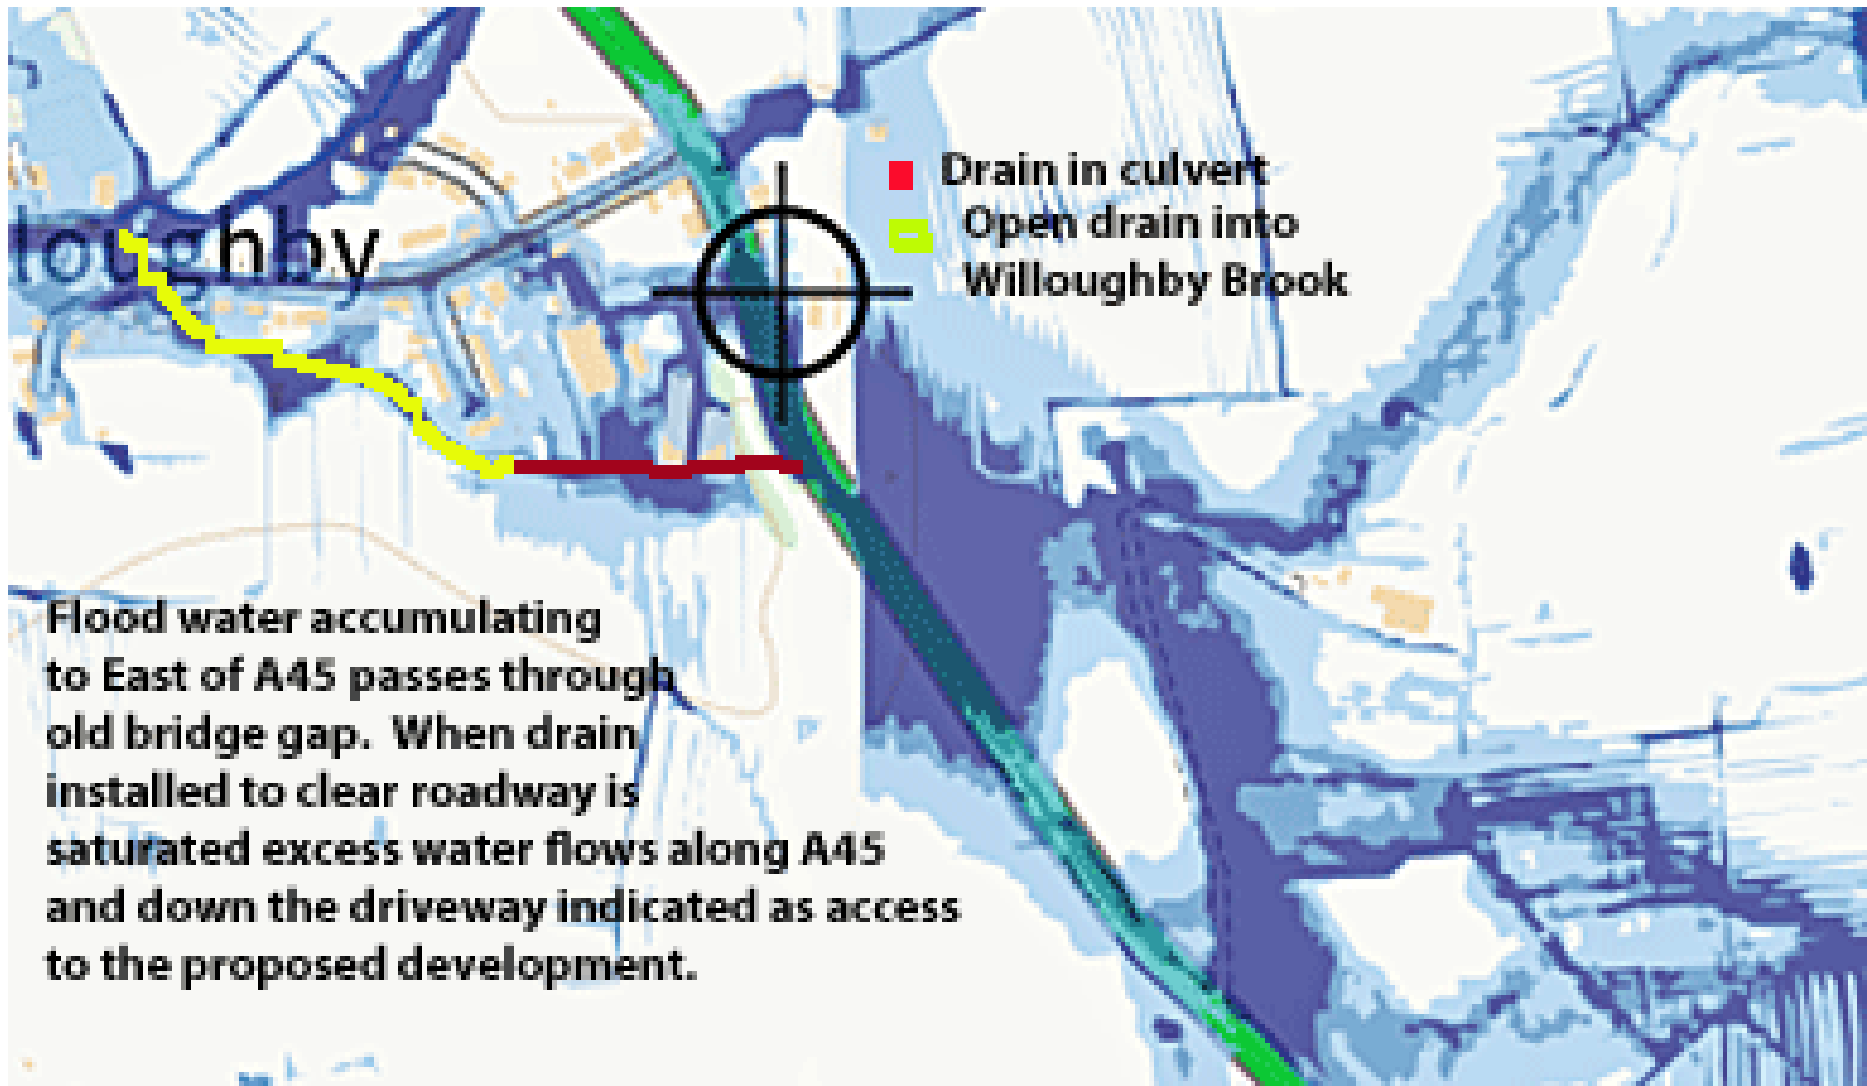 loughby
Drain in culvert
Open drain into
Willoughby Brook
Flood water accumulating
to East of A45 passes through
old bridge gap. When drain
installed to clear roadway is
saturated excess water flows along A45
and down the driveway indicated as access
to the proposed development.